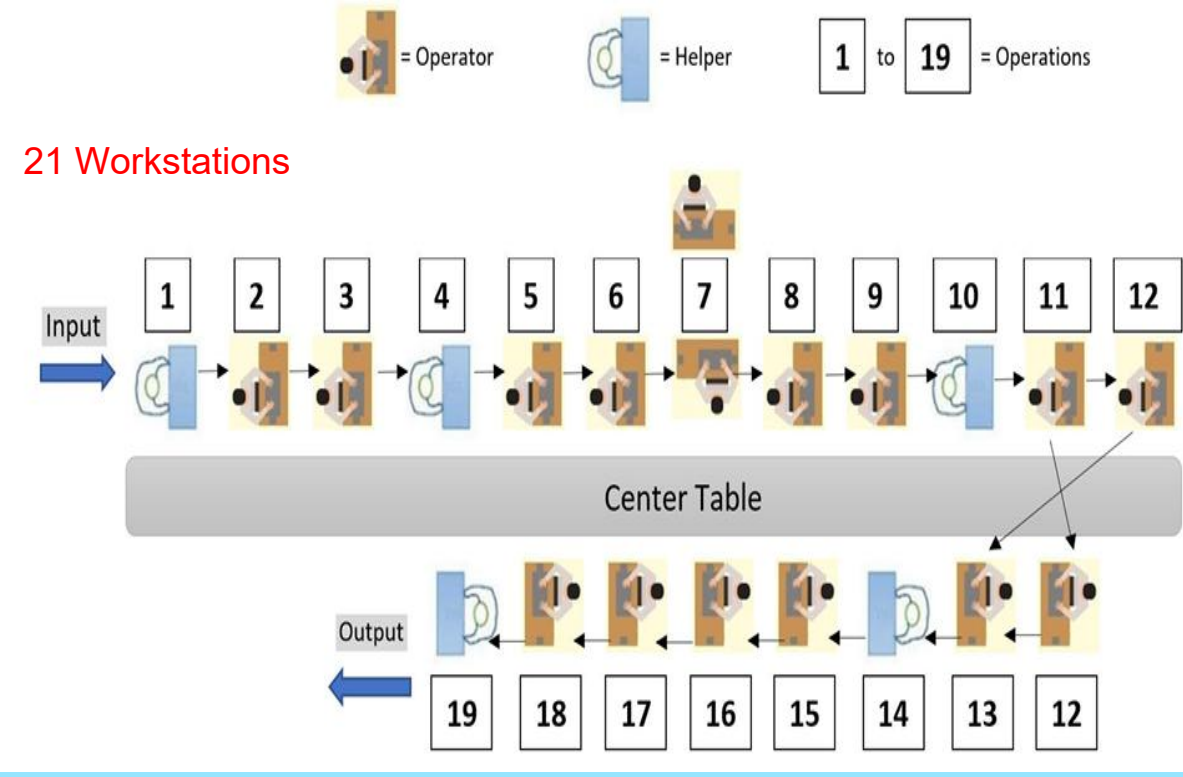 = Operator
= Helper
1 to 19 = Operations
21 Workstations
1 2 3 4 5 6 7 8 9 10 11 12
Input
Center Table
Output
19 18 17 16 15 14 13 12